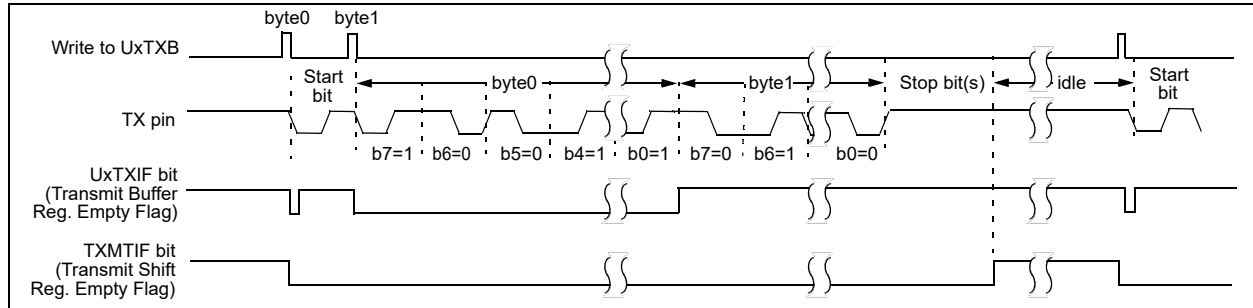 byte0 byte1
Write to UxTXB
Start
bit
byte0
byte1
Stop bit(s)
idle
Start
bit
TX pin
b7=1 b6=0 b5=0 b4=1 b0=1 b7=0 b6=1 b0=0
UxTXIF bit
(Transmit Buffer
Reg. Empty Flag)
TXMTIF bit
(Transmit Shift
Reg. Empty Flag)